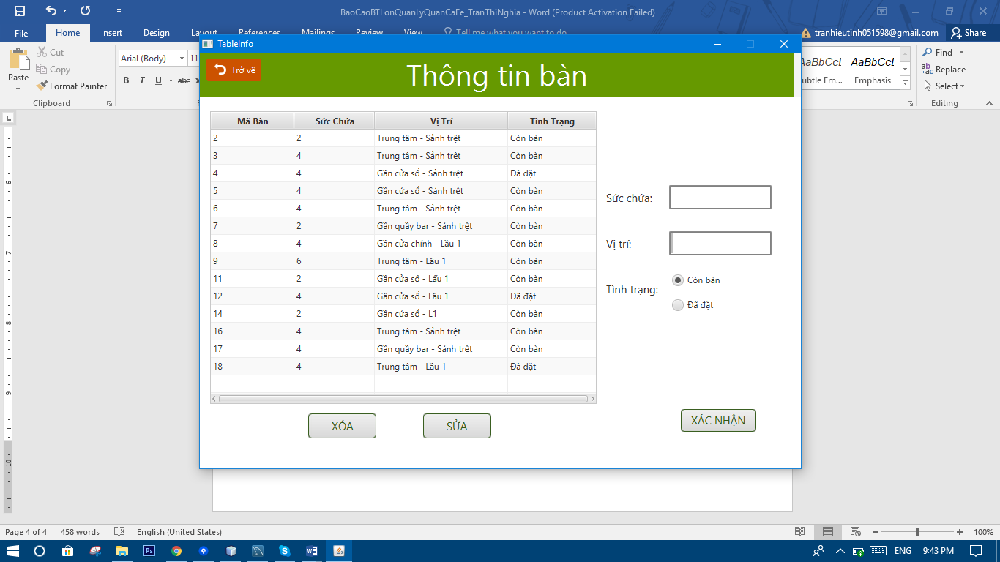 BaoCaoBTLonQuanLyQuanCaFe_TranThiNghia - Word (Product Activation Failed)
File Home Insert Design Layout References Mailings Review View Tell me what you want to do tranhieutinh051598@gmail.com Share
TableInfo
Trở về
Thông tin bàn
Paste
Cut
Copy
Format Painter
Clipboard
Arial (Body) 11
B I U abc
AaBbCcL AaBbCcL
ubtle Em... Emphasis
Find
Replace
Select
Editing
Mã Bàn Sức Chứa Vị Trí Tình Trạng
2 2 Trung tâm - Sảnh trệt Còn bàn
3 4 Trung tâm - Sảnh trệt Còn bàn
4 4 Gần cửa sổ - Sảnh trệt Đã đặt
5 4 Gần cửa sổ - Sảnh trệt Còn bàn
6 4 Trung tâm - Sảnh trệt Còn bàn
7 2 Gần quầy bar - Sảnh trệt Còn bàn
8 4 Gần cửa chính - Lầu 1 Còn bàn
9 6 Trung tâm - Lầu 1 Còn bàn
11 2 Gần cửa sổ - Lấu 1 Còn bàn
12 4 Gần cửa sổ - Lầu 1 Đã đặt
14 2 Gần cửa sổ - L1 Còn bàn
16 4 Trung tâm - Sảnh trệt Còn bàn
17 4 Gần quầy bar - Sảnh trệt Còn bàn
18 4 Trung tâm - Lầu 1 Đã đặt
Sức chứa:
Vị trí:
Tình trạng:
Còn bàn
Đã đặt
XÓA SỬA XÁC NHẬN
6
7
8
9
10
Page 4 of 4 458 words English (United States) 100%
Ps
ENG 9:43 PM